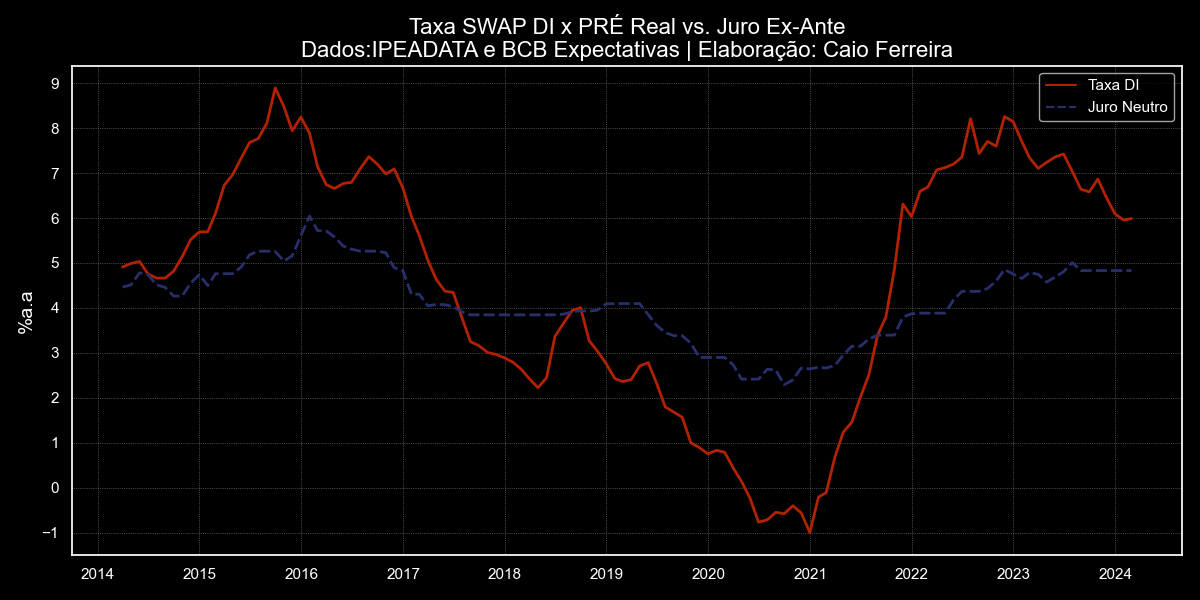 Taxa SWAP DI x PRÉ Real vs. Juro Ex-Ante
Dados:IPEADATA e BCB Expectativas | Elaboração: Caio Ferreira
Taxa DI
Juro Neutro
%a.a
9
8
7
6
5
4
3
2
1
0
−1
2014 2015 2016 2017 2018 2019 2020 2021 2022 2023 2024